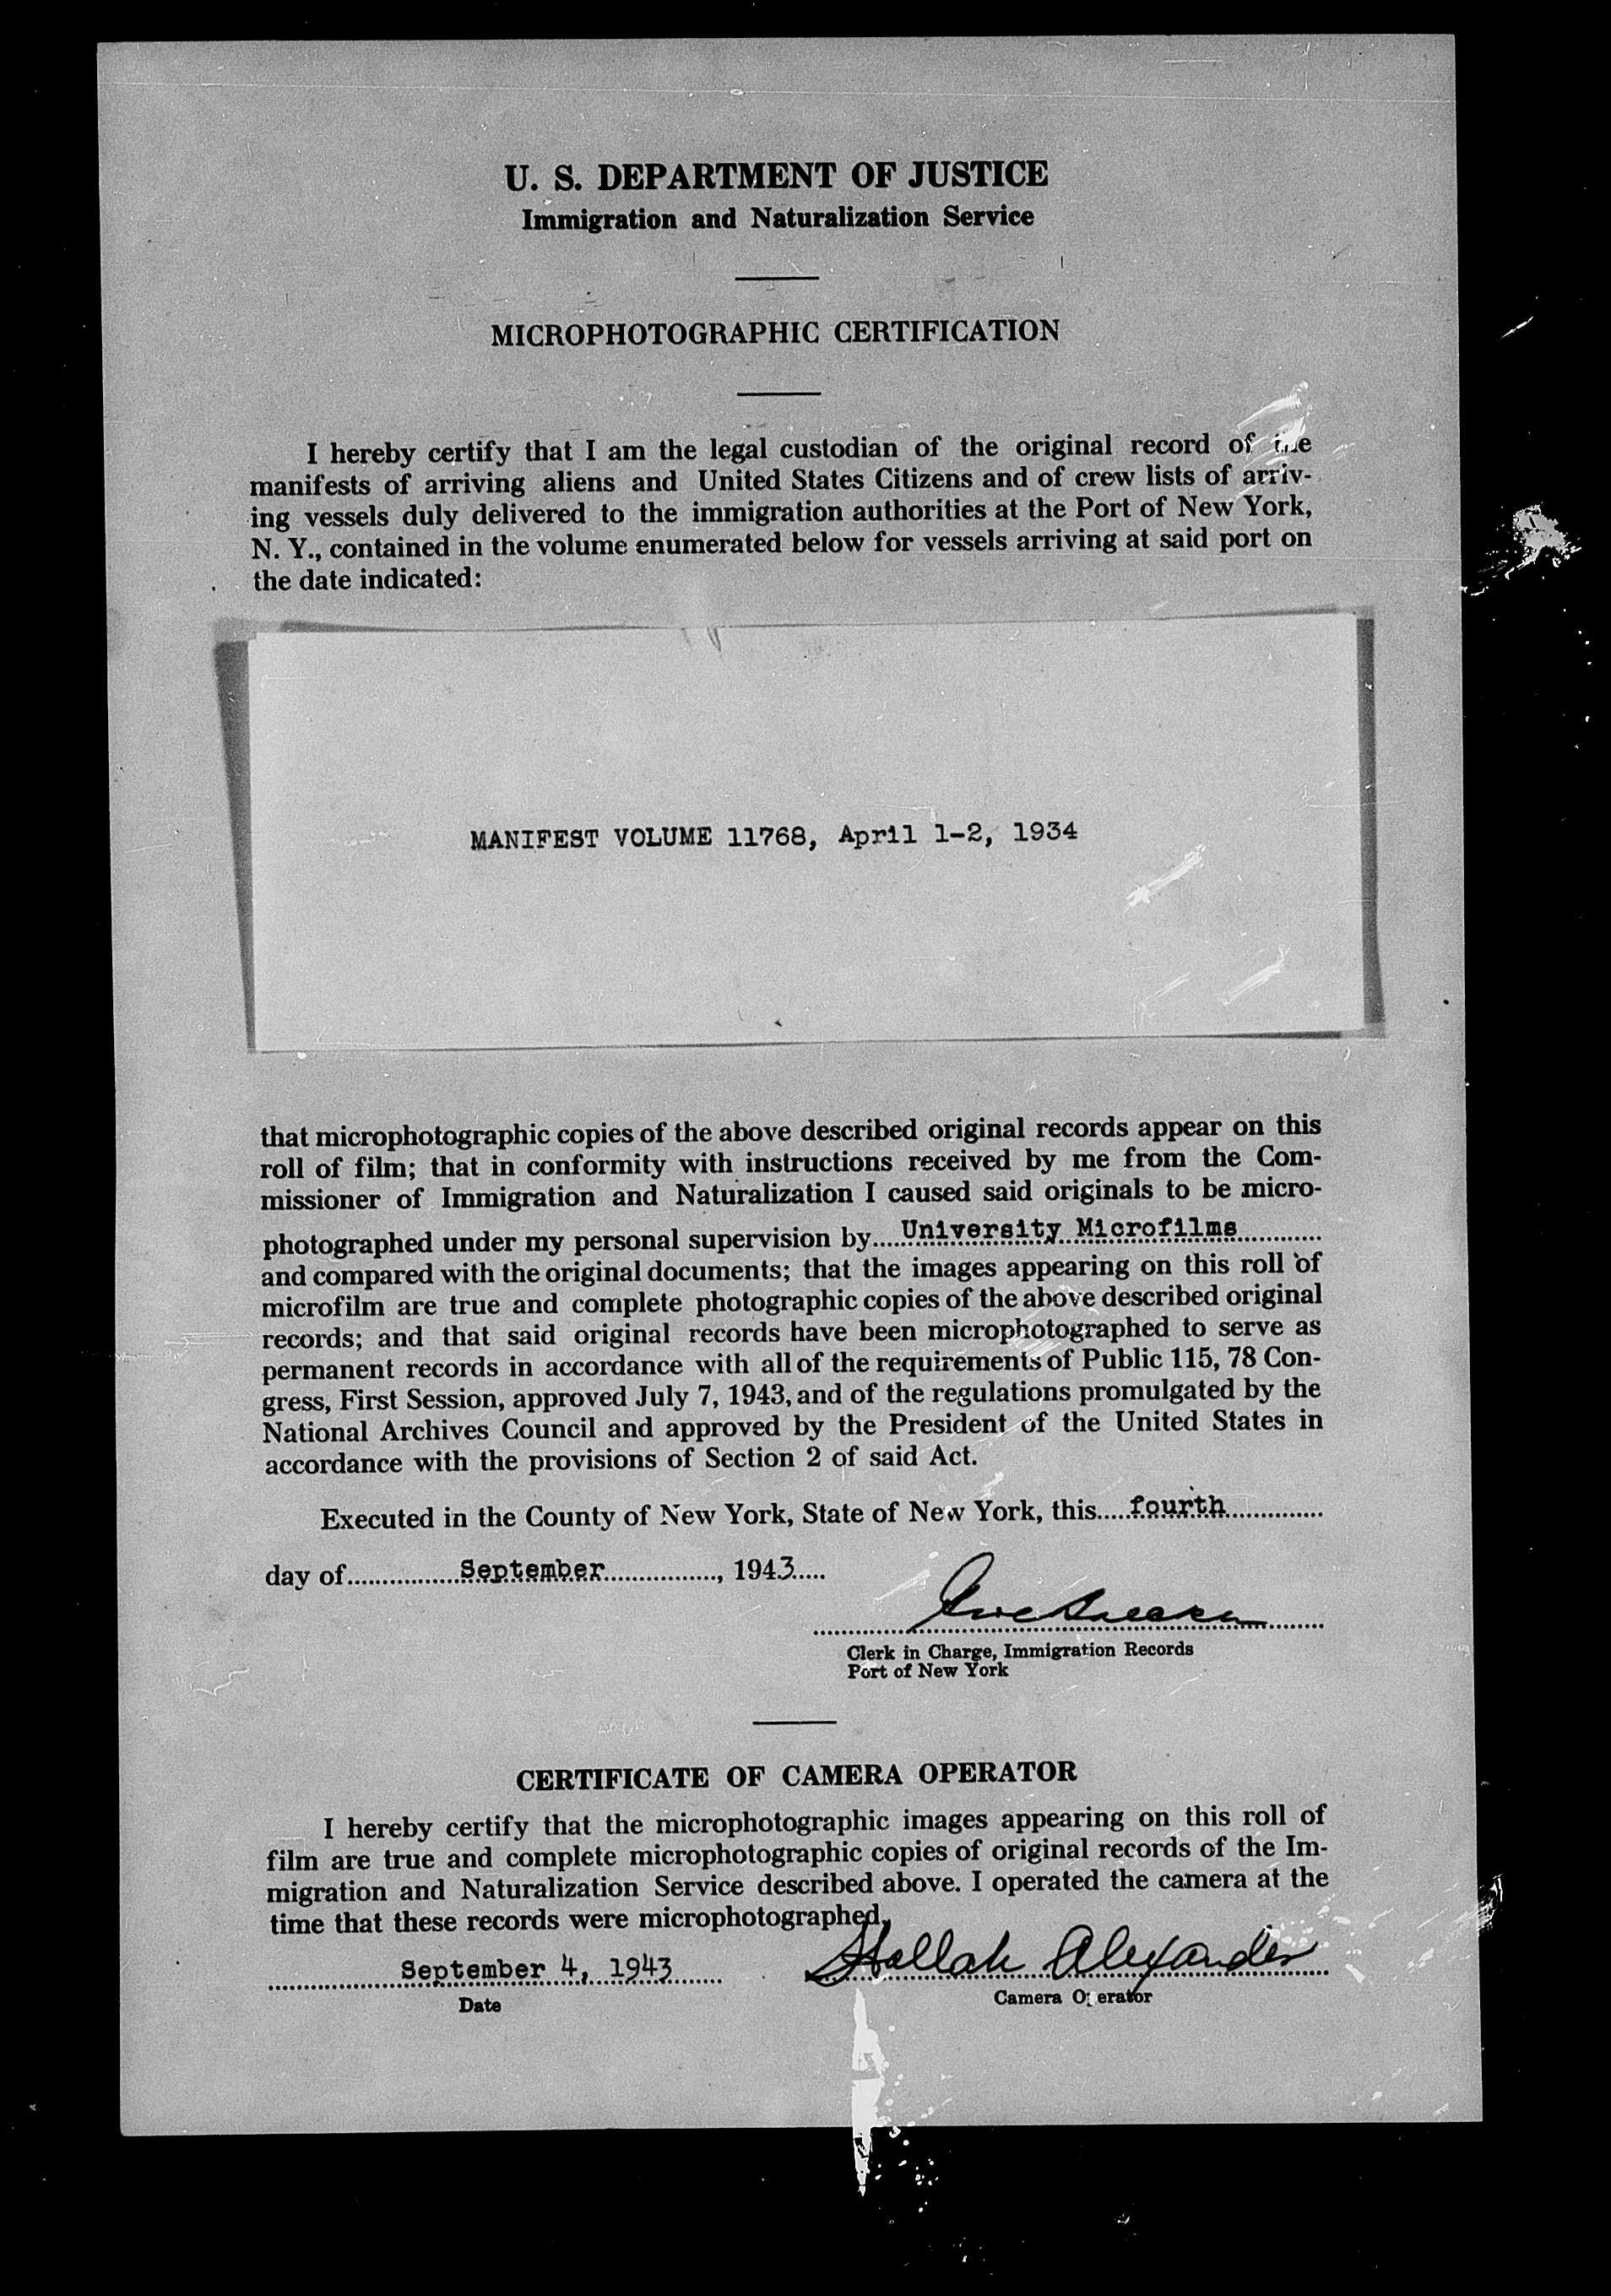 U. S. DEPARTMENT OF JUSTICE
Immigration and Naturalization Service
MICROPHOTOGRAPHIC CERTIFICATION
I hereby certify that I am the legal custodian of the original record of the
manifests of arriving aliens and United States Citizens and of crew lists of arriv-
ing vessels duly delivered to the immigration authorities at the Port of New York,
N. Y., contained in the volume enumerated below for vessels arriving at said port on
the date indicated:
MANIFEST VOLUME 11768, April 1-2, 1934
that microphotographic copies of the above described original records appear on this
roll of film; that in conformity with instructions received by me from the Com-
missioner of Immigration and Naturalization I caused said originals to be micro-
photographed under my personal supervision by.....University Microfilms............
and compared with the original documents; that the images appearing on this roll of
microfilm are true and complete photographic copies of the above described original
records; and that said original records have been microphotographed to serve as
permanent records in accordance with all of the requirements of Public 115, 78 Con-
gress, First Session, approved July 7, 1943, and of the regulations promulgated by the
National Archives Council and approved by the President of the United States in
accordance with the provisions of Section 2 of said Act.
Executed in the County of New York, State of New York, this.....fourth...............
day of.................September................., 1943.....
Clerk in Charge, Immigration Records
Port of New York
CERTIFICATE OF CAMERA OPERATOR
I hereby certify that the microphotographic images appearing on this roll of
film are true and complete microphotographic copies of original records of the Im-
migration and Naturalization Service described above. I operated the camera at the
time that these records were microphotographed.
September 4, 1943 Alexander
Date Camera Operator